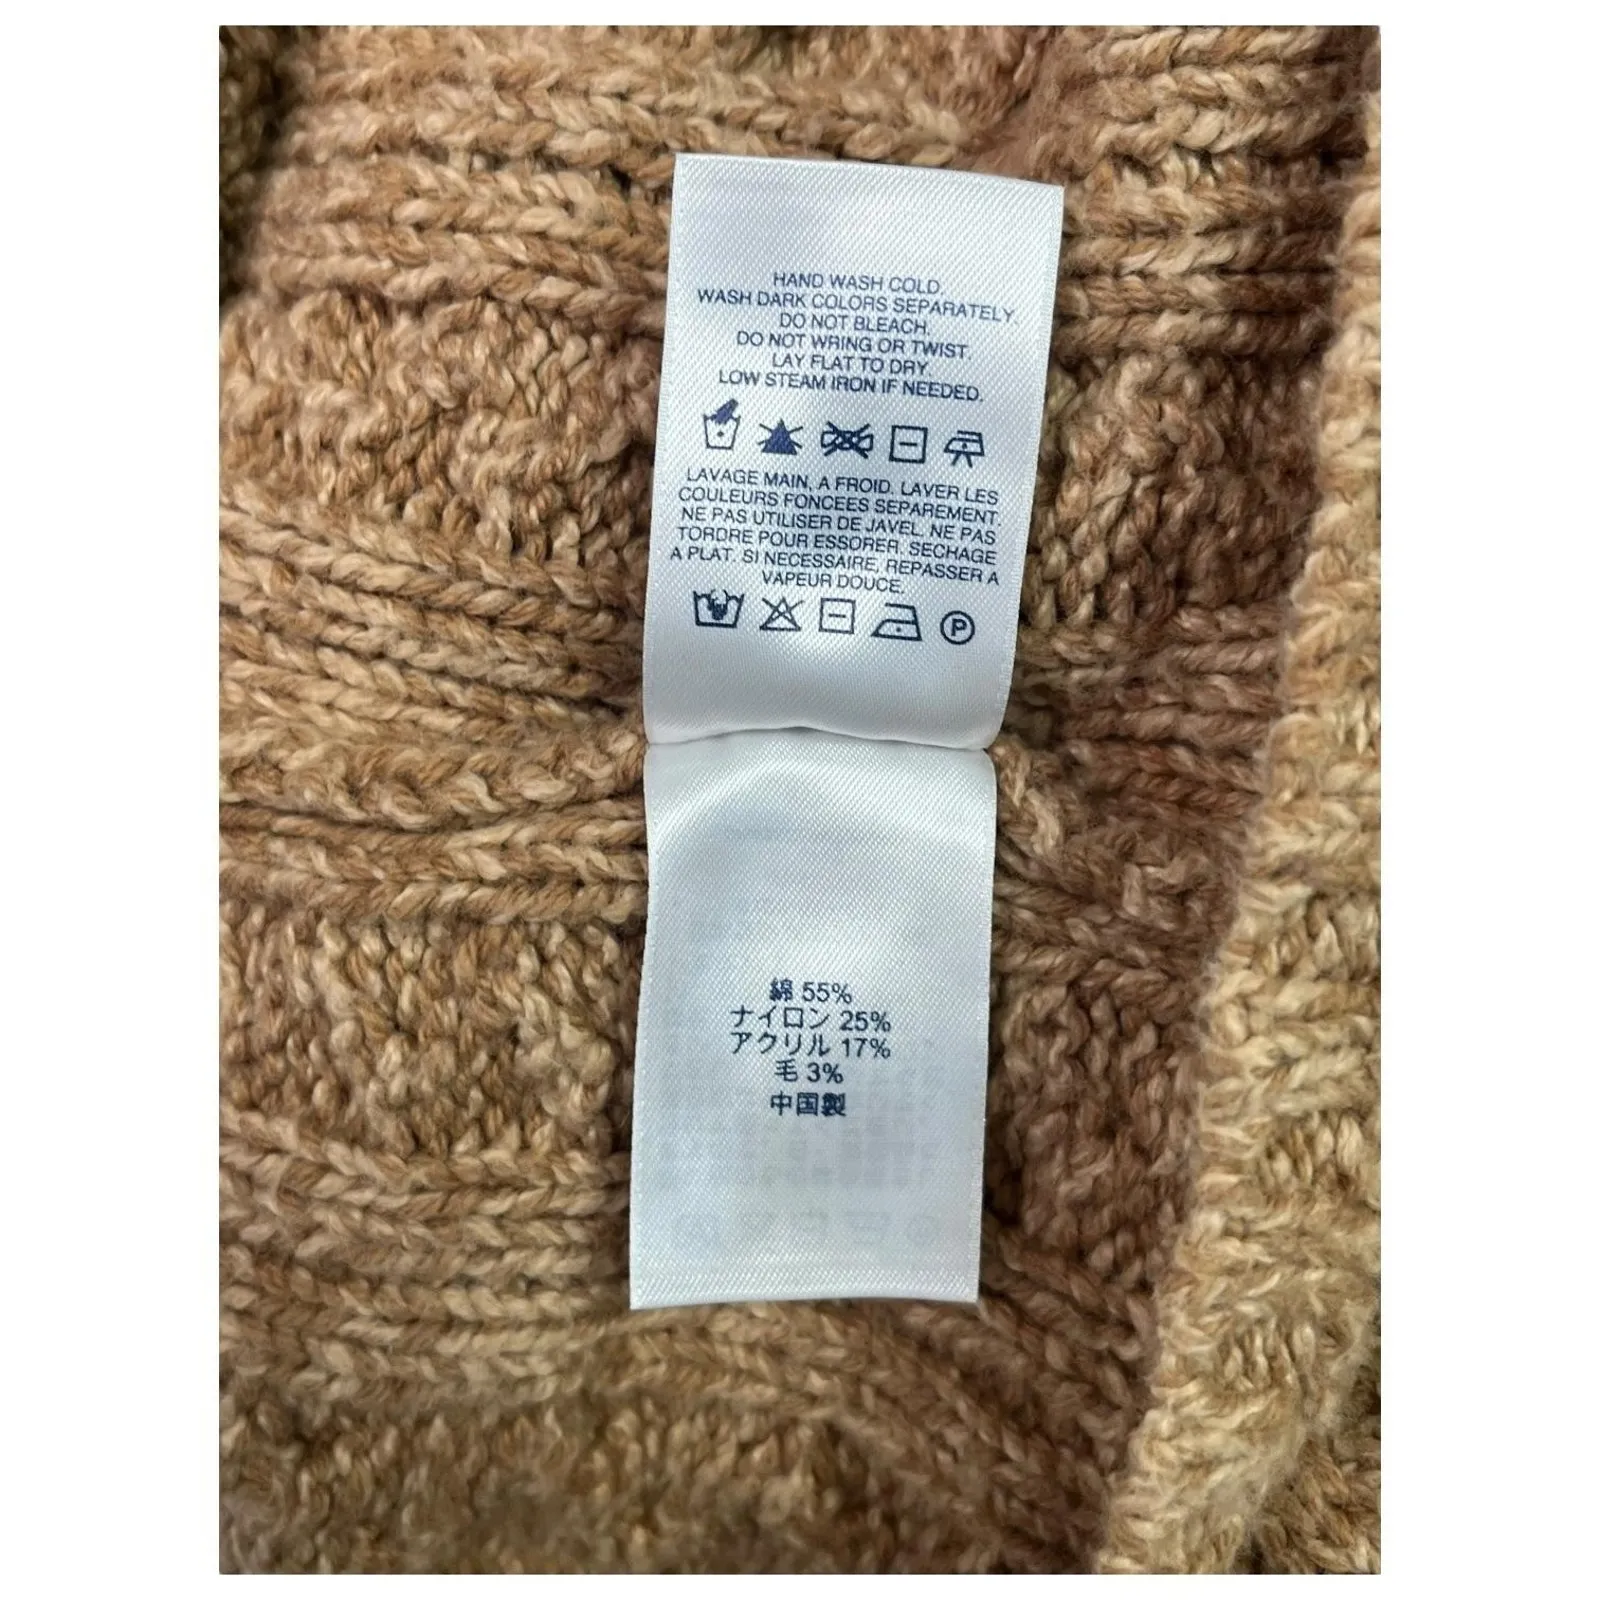 HAND WASH COLD.
WASH DARK COLORS SEPARATELY.
DO NOT BLEACH.
DO NOT WRING OR TWIST.
LAY FLAT TO DRY.
LOW STEAM IRON IF NEEDED.
LAVAGE MAIN, A FROID. LAVER LES
COULEURS FONCEES SEPAREMENT.
NE PAS UTILISER DE JAVEL. NE PAS
TORDRE POUR ESSORER. SECHAGE
A PLAT. SI NECESSAIRE, REPASSER A
VAPEUR DOUCE.
P
綿 55%
ナイロン 25%
アクリル 17%
毛 3%
中国製